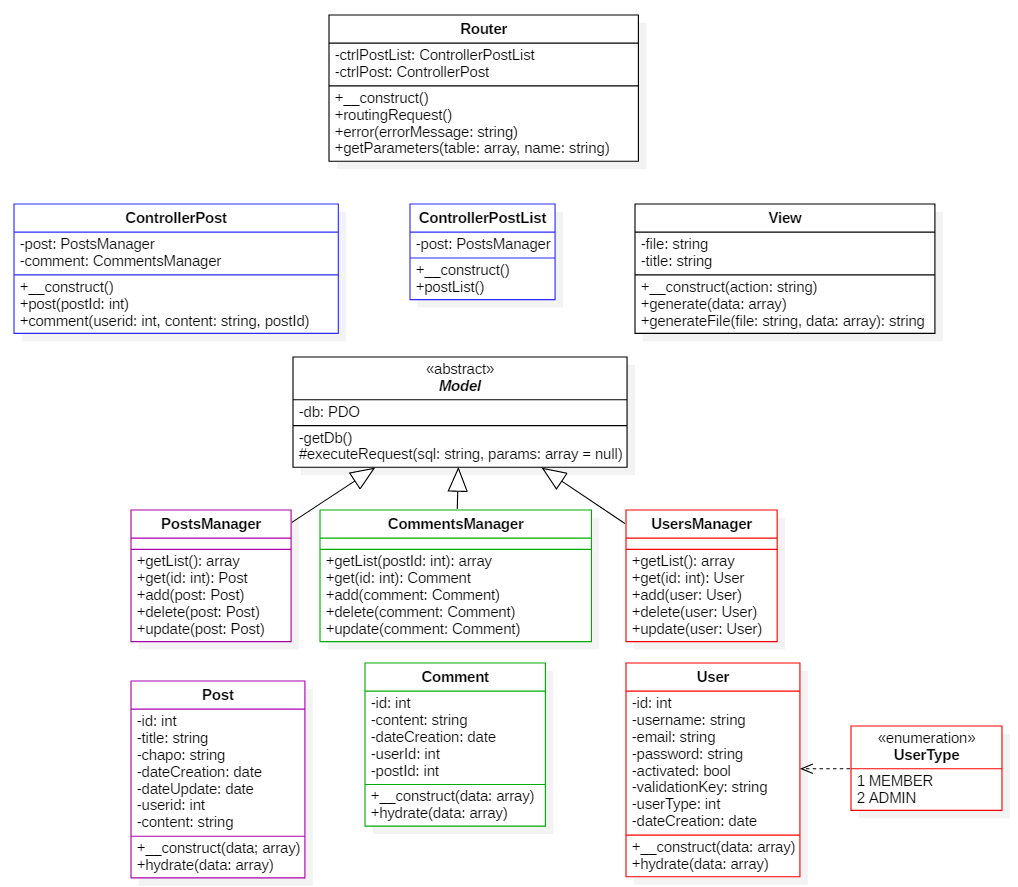 Router
-ctrlPostList: ControllerPostList
-ctrlPost: ControllerPost
+__construct()
+routingRequest()
+error(errorMessage: string)
+getParameters(table: array, name: string)
ControllerPost
-post: PostsManager
-comment: CommentsManager
+__construct()
+post(postId: int)
+comment(userid: int, content: string, postId)
ControllerPostList
-post: PostsManager
+__construct()
+postList()
View
-file: string
-title: string
+__construct(action: string)
+generate(data: array)
+generateFile(file: string, data: array): string
«abstract»
Model
-db: PDO
-getDb()
#executeRequest(sql: string, params: array = null)
PostsManager
+getList(): array
+get(id: int): Post
+add(post: Post)
+delete(post: Post)
+update(post: Post)
CommentsManager
+getList(postId: int): array
+get(id: int): Comment
+add(comment: Comment)
+delete(comment: Comment)
+update(comment: Comment)
UsersManager
+getList(): array
+get(id: int): User
+add(user: User)
+delete(user: User)
+update(user: User)
Post
-id: int
-title: string
-chapo: string
-dateCreation: date
-dateUpdate: date
-userid: int
-content: string
+__construct(data; array)
+hydrate(data: array)
Comment
-id: int
-content: string
-dateCreation: date
-userId: int
-postId: int
+__construct(data: array)
+hydrate(data: array)
User
-id: int
-username: string
-email: string
-password: string
-activated: bool
-validationKey: string
-userType: int
-dateCreation: date
+__construct(data: array)
+hydrate(data: array)
«enumeration»
UserType
1 MEMBER
2 ADMIN